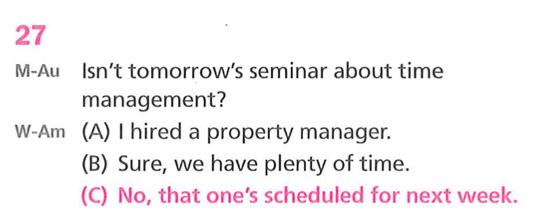 27
M-Au Isn't tomorrow's seminar about time
management?
W-Am (A) I hired a property manager.
(B) Sure, we have plenty of time.
(C) No, that one's scheduled for next week.